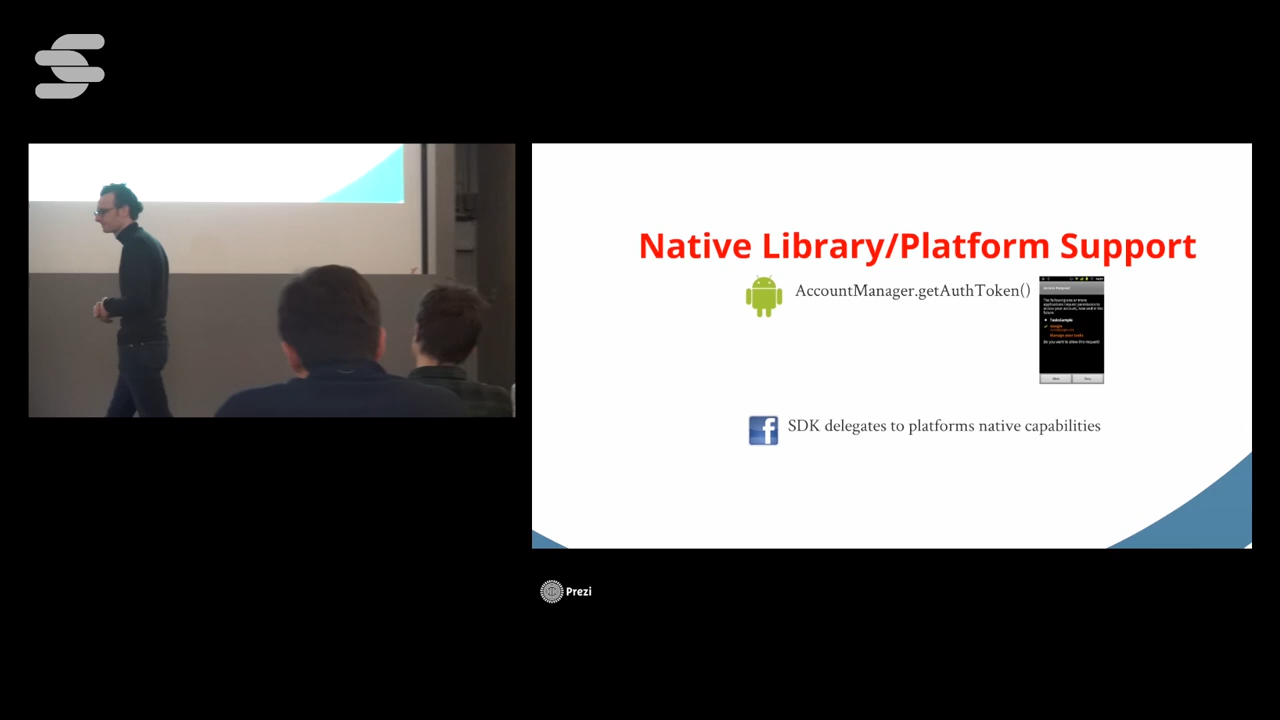 Native Library/Platform Support
AccountManager.getAuthToken()
SDK delegates to platforms native capabilities
Prezi